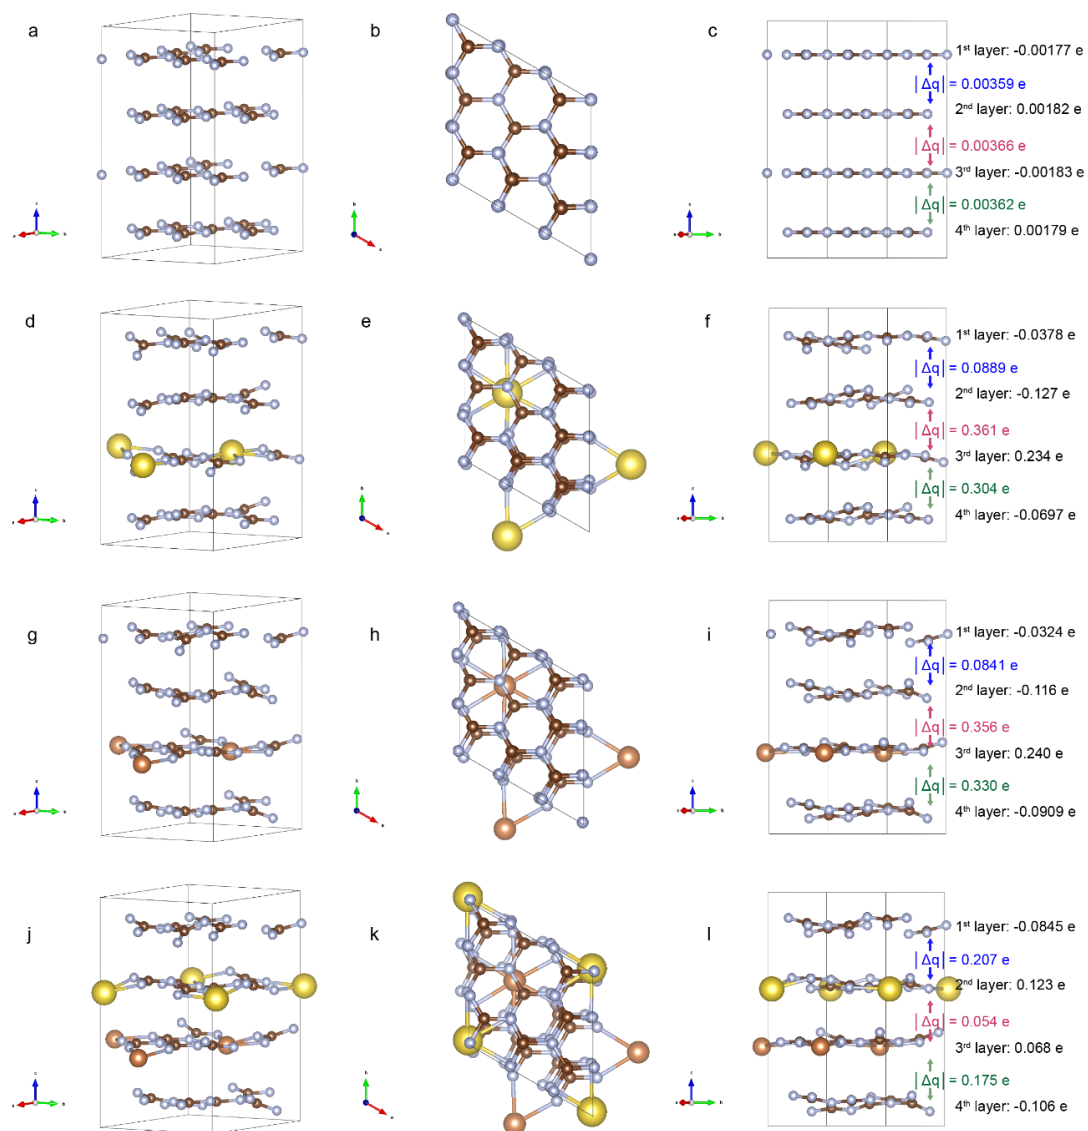 a
b
c
1st layer: -0.00177 e
|Δq| = 0.00359 e
2nd layer: 0.00182 e
|Δq| = 0.00366 e
3rd layer: -0.00183 e
|Δq| = 0.00362 e
4th layer: 0.00179 e
d
e
f
1st layer: -0.0378 e
|Δq| = 0.0889 e
2nd layer: -0.127 e
|Δq| = 0.361 e
3rd layer: 0.234 e
|Δq| = 0.304 e
4th layer: -0.0697 e
g
h
i
1st layer: -0.0324 e
|Δq| = 0.0841 e
2nd layer: -0.116 e
|Δq| = 0.356 e
3rd layer: 0.240 e
|Δq| = 0.330 e
4th layer: -0.0909 e
j
k
l
1st layer: -0.0845 e
|Δq| = 0.207 e
2nd layer: 0.123 e
|Δq| = 0.054 e
3rd layer: 0.068 e
|Δq| = 0.175 e
4th layer: -0.106 e